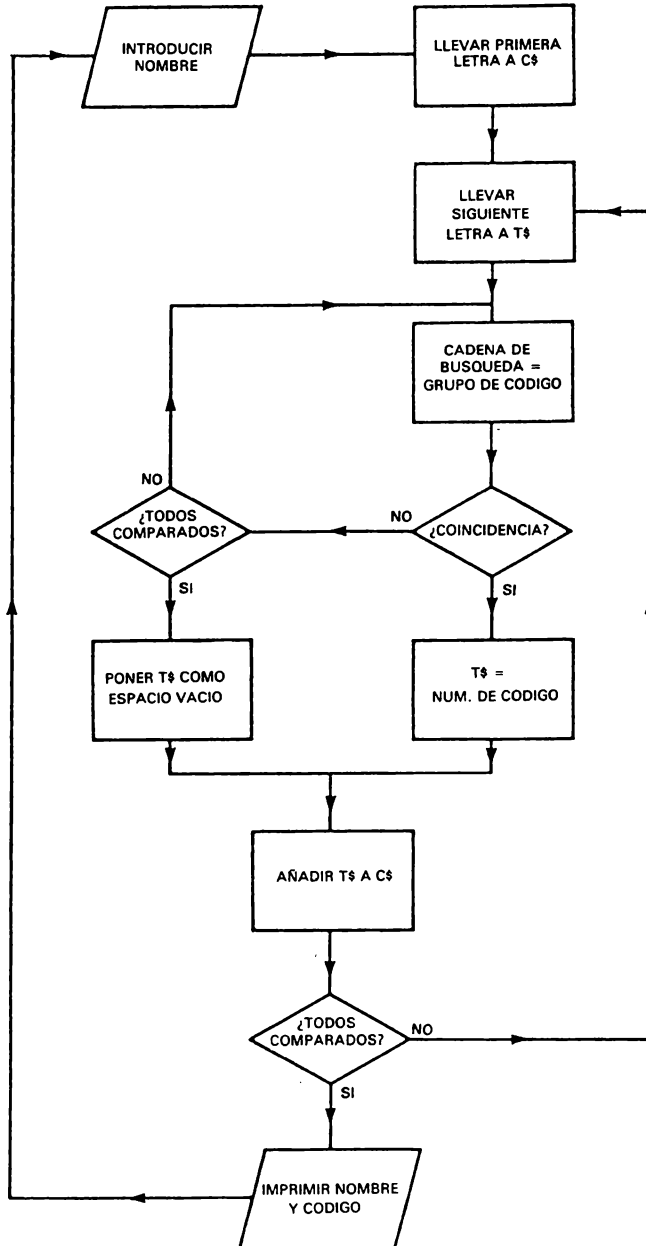 INTRODUCIR
NOMBRE
LLEVAR PRIMERA
LETRA A C$
LLEVAR
SIGUIENTE
LETRA A T$
CADENA DE
BUSQUEDA =
GRUPO DE CODIGO
NO
¿TODOS
COMPARADOS?
NO
¿COINCIDENCIA?
SI
SI
PONER T$ COMO
ESPACIO VACIO
T$ =
NUM. DE CODIGO
AÑADIR T$ A C$
¿TODOS
COMPARADOS?
NO
SI
IMPRIMIR NOMBRE
Y CODIGO